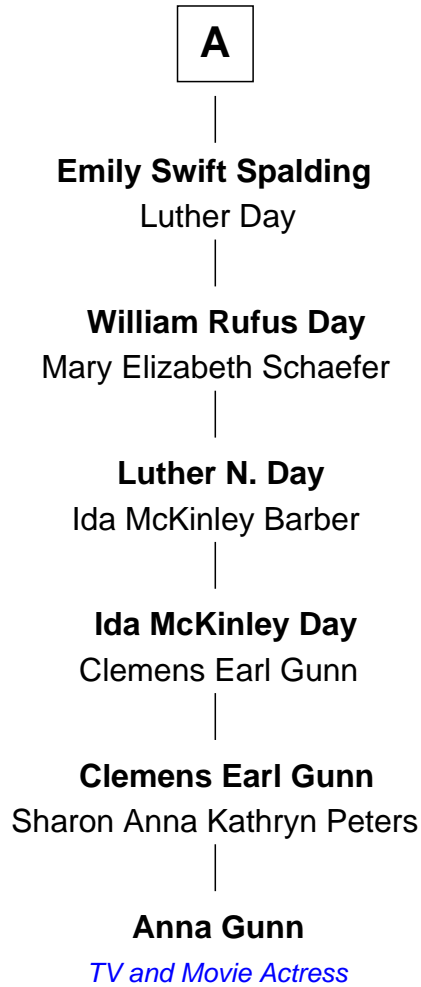 A
Emily Swift Spalding
Luther Day
William Rufus Day
Mary Elizabeth Schaefer
Luther N. Day
Ida McKinley Barber
Ida McKinley Day
Clemens Earl Gunn
Clemens Earl Gunn
Sharon Anna Kathryn Peters
Anna Gunn
TV and Movie Actress